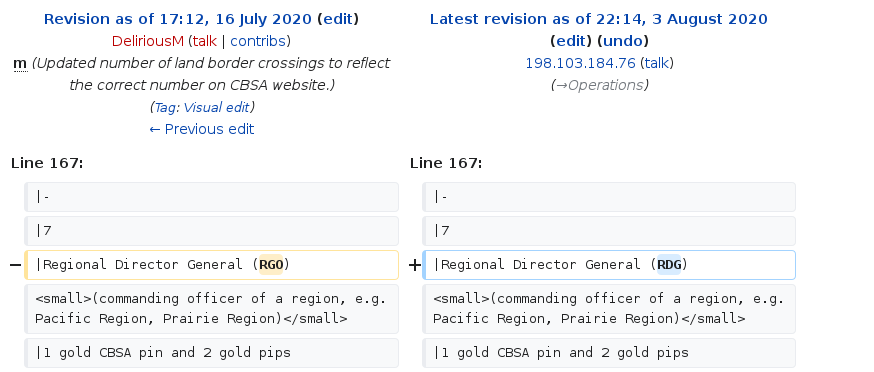 Revision as of 17:12, 16 July 2020 (edit)
DeliriousM (talk | contribs)
m (Updated number of land border crossings to reflect
the correct number on CBSA website.)
(Tag: Visual edit)
← Previous edit
Latest revision as of 22:14, 3 August 2020
(edit) (undo)
198.103.184.76 (talk)
(→Operations)
Line 167:
Line 167:
|-
|-
|7
|7
− |Regional Director General (RGO)
+ |Regional Director General (RDG)
<small>(commanding officer of a region, e.g.
Pacific Region, Prairie Region)</small>
<small>(commanding officer of a region, e.g.
Pacific Region, Prairie Region)</small>
|1 gold CBSA pin and 2 gold pips
|1 gold CBSA pin and 2 gold pips